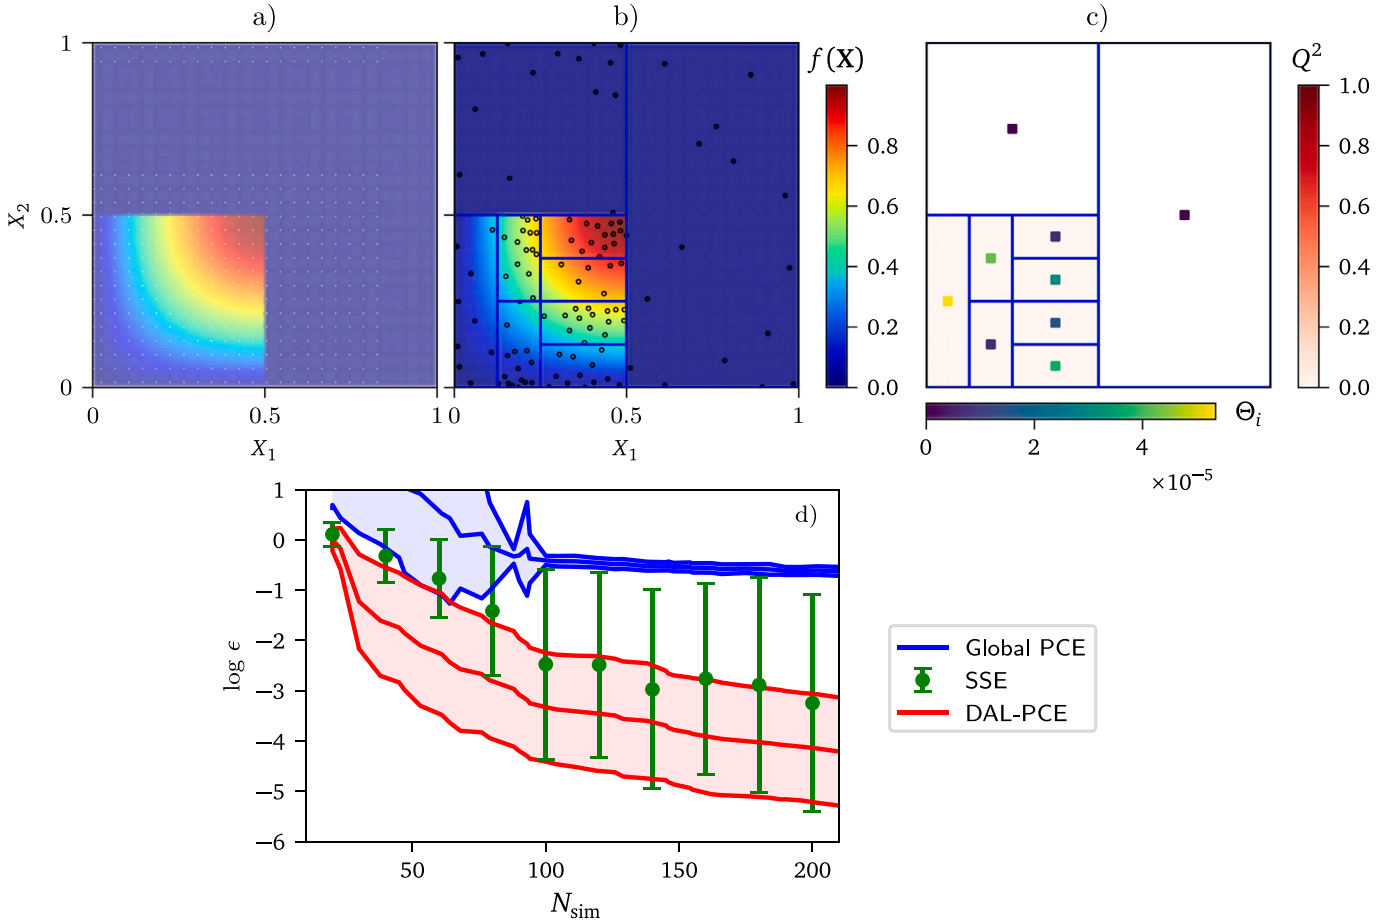 a) b) c)
1
X₂
0.5
0
0 0.5 1
X₁
0 0.5 1
X₁
f(X)
0.8
0.6
0.4
0.2
0.0
Q²
1.0
0.8
0.6
0.4
0.2
0.0
0 2 4
Θᵢ
×10⁻⁵
d)
log ϵ
1
0
−1
−2
−3
−4
−5
−6
50 100 150 200
Nsim
Global PCE
SSE
DAL-PCE